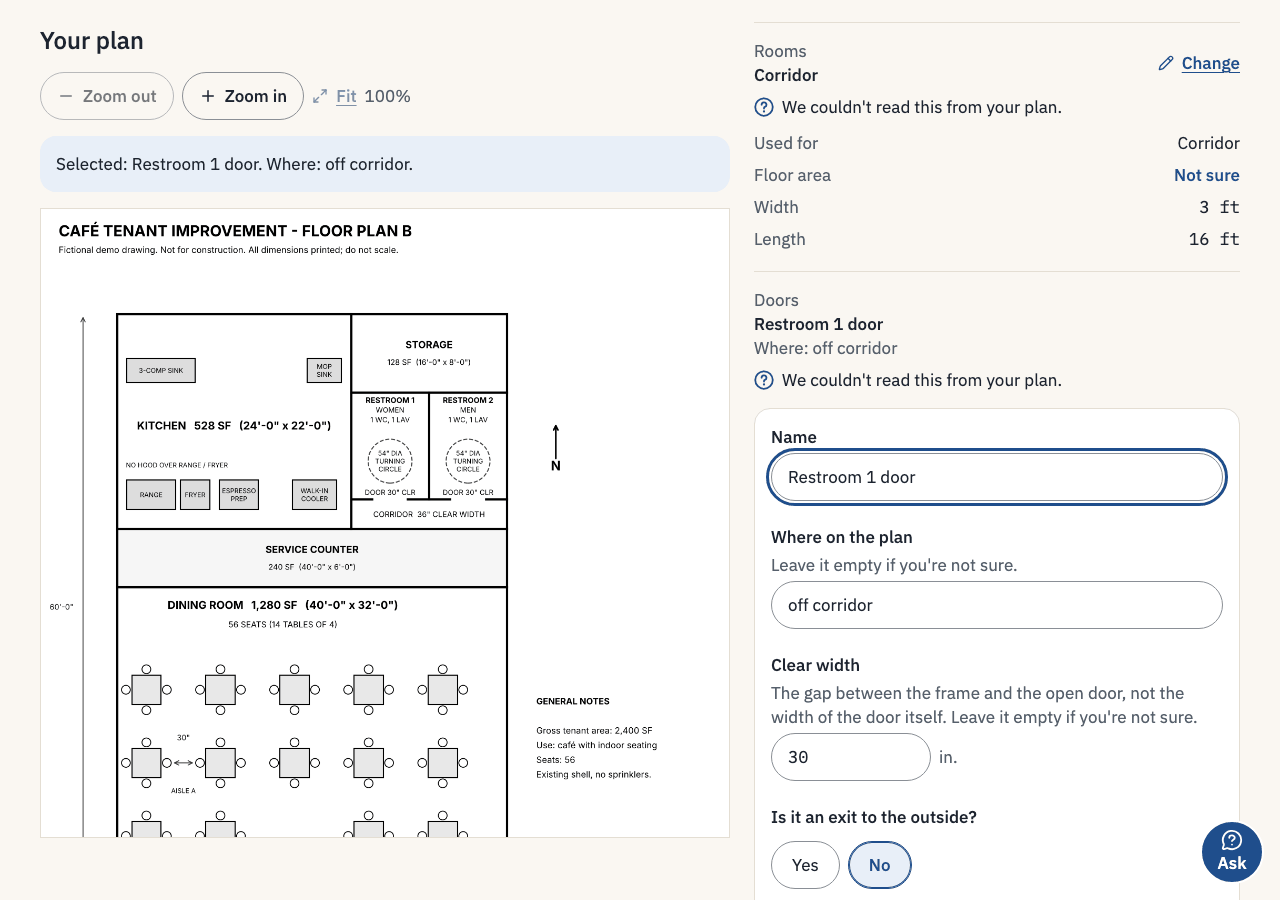 Your plan
Zoom out
Zoom in
Fit
100%
Selected: Restroom 1 door. Where: off corridor.
CAFÉ TENANT IMPROVEMENT - FLOOR PLAN B
Fictional demo drawing. Not for construction. All dimensions printed; do not scale.
STORAGE
128 SF (16'-0" x 8'-0")
3-COMP SINK
MOP
SINK
RESTROOM 1
WOMEN
1 WC, 1 LAV
RESTROOM 2
MEN
1 WC, 1 LAV
KITCHEN 528 SF (24'-0" x 22'-0")
54" DIA
TURNING
CIRCLE
54" DIA
TURNING
CIRCLE
N
NO HOOD OVER RANGE / FRYER
RANGE
FRYER
ESPRESSO
PREP
WALK-IN
COOLER
DOOR 30" CLR
DOOR 30" CLR
CORRIDOR 36" CLEAR WIDTH
SERVICE COUNTER
240 SF (40'-0" x 6'-0")
60'-0"
DINING ROOM 1,280 SF (40'-0" x 32'-0")
56 SEATS (14 TABLES OF 4)
30"
AISLE A
GENERAL NOTES
Gross tenant area: 2,400 SF
Use: café with indoor seating
Seats: 56
Existing shell, no sprinklers.
Rooms
Corridor
Change
We couldn't read this from your plan.
Used for
Corridor
Floor area
Not sure
Width
3 ft
Length
16 ft
Doors
Restroom 1 door
Where: off corridor
We couldn't read this from your plan.
Name
Restroom 1 door
Where on the plan
Leave it empty if you're not sure.
off corridor
Clear width
The gap between the frame and the open door, not the
width of the door itself. Leave it empty if you're not sure.
30
in.
Is it an exit to the outside?
Yes
No
Ask